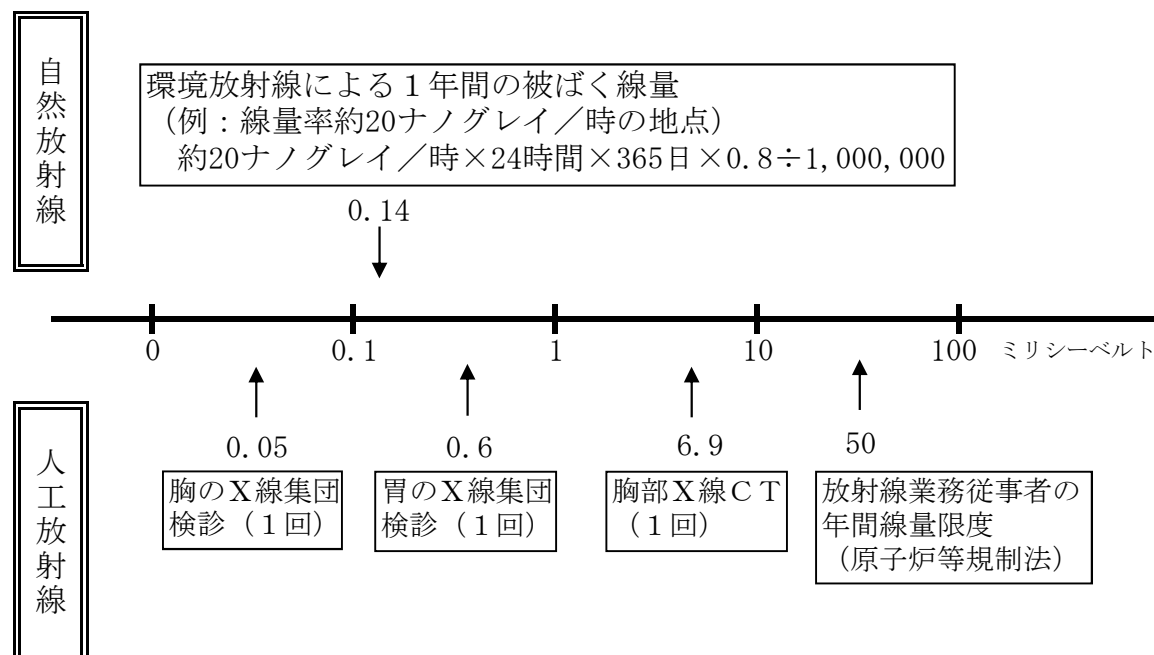 自然放射線
環境放射線による１年間の被ばく線量
（例：線量率約20ナノグレイ／時の地点）
約20ナノグレイ／時×24時間×365日×0.8÷1,000,000
0.14
0
0.1
1
10
100
ミリシーベルト
人工放射線
0.05
胸のＸ線集団
検診（１回）
0.6
胃のＸ線集団
検診（１回）
6.9
胸部Ｘ線ＣＴ
（１回）
50
放射線業務従事者の
年間線量限度
（原子炉等規制法）